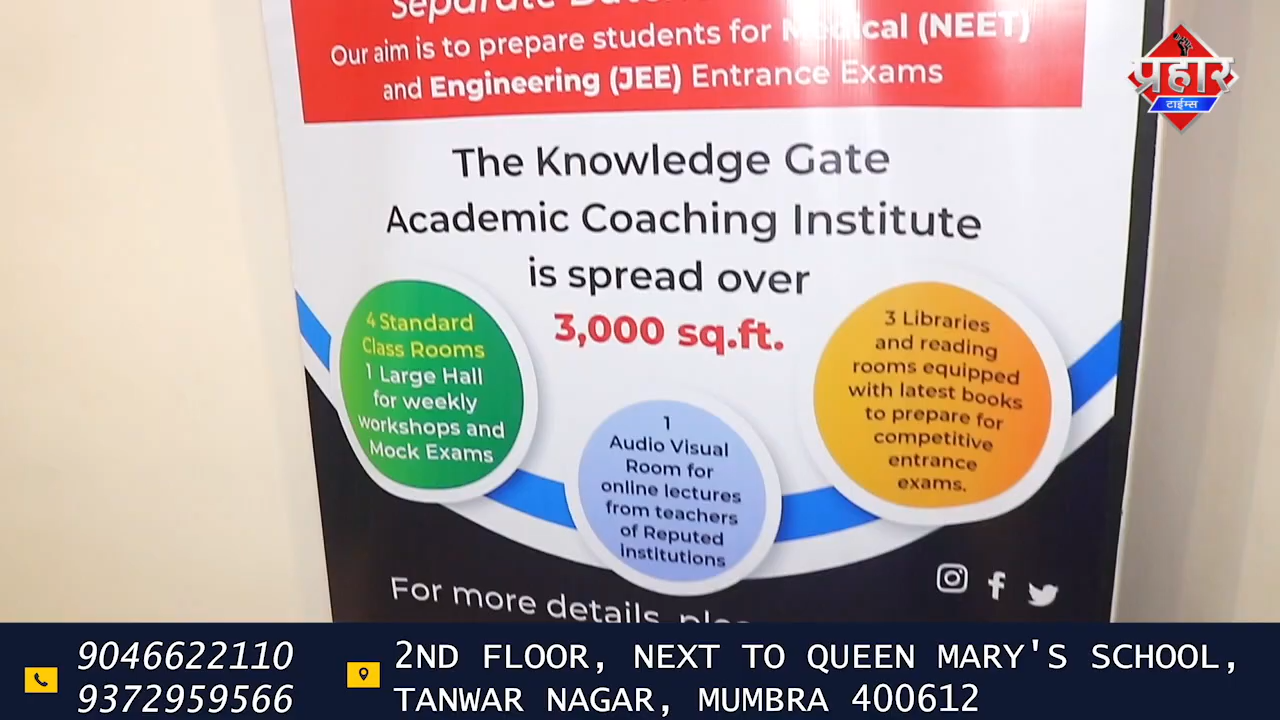 Separate
Our aim is to prepare students for Medical (NEET)
and Engineering (JEE) Entrance Exams
The Knowledge Gate
Academic Coaching Institute
is spread over
3,000 sq.ft.
4 Standard
Class Rooms
1 Large Hall
for weekly
workshops and
Mock Exams
1
Audio Visual
Room for
online lectures
from teachers
of Reputed
institutions
3 Libraries
and reading
rooms equipped
with latest books
to prepare for
competitive
entrance
exams.
For more details,
प्रहार
टाईम्स
9046622110
9372959566
2ND FLOOR, NEXT TO QUEEN MARY'S SCHOOL,
TANWAR NAGAR, MUMBRA 400612